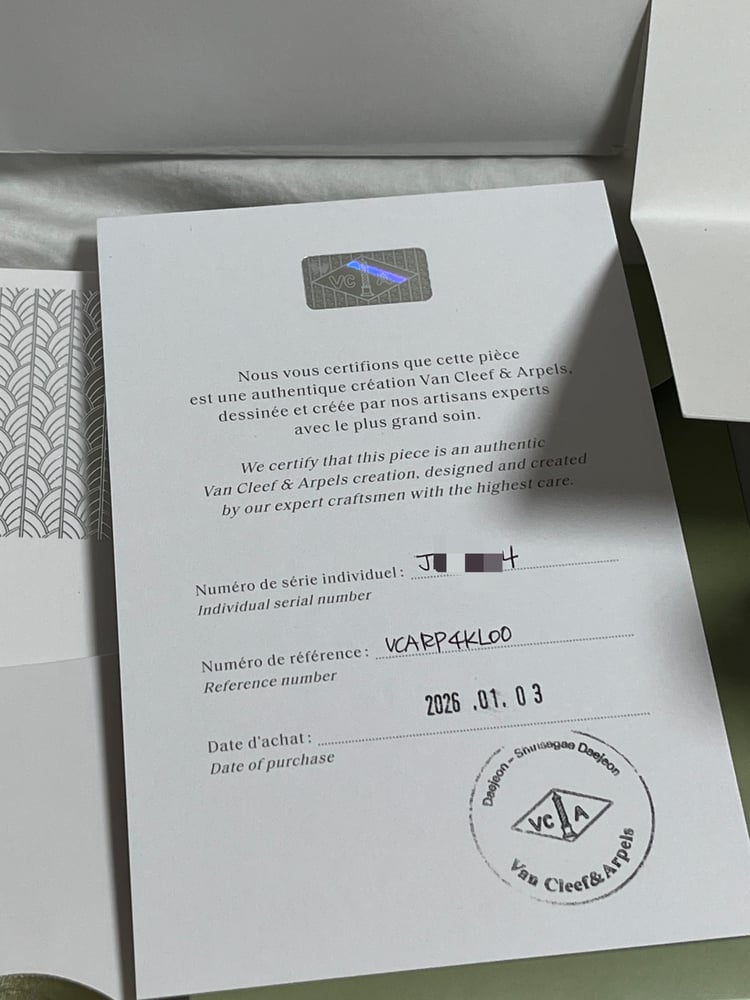 VC A
Nous vous certifions que cette pièce
est une authentique création Van Cleef & Arpels,
dessinée et créée par nos artisans experts
avec le plus grand soin.
We certify that this piece is an authentic
Van Cleef & Arpels creation, designed and created
by our expert craftsmen with the highest care.
Numéro de série individuel : J 4
Individual serial number
Numéro de référence : VCARP4KL00
Reference number
2026 .01. 03
Date d'achat :
Date of purchase
Daejeon - Shinsegae Daejeon
VC A
Van Cleef & Arpels